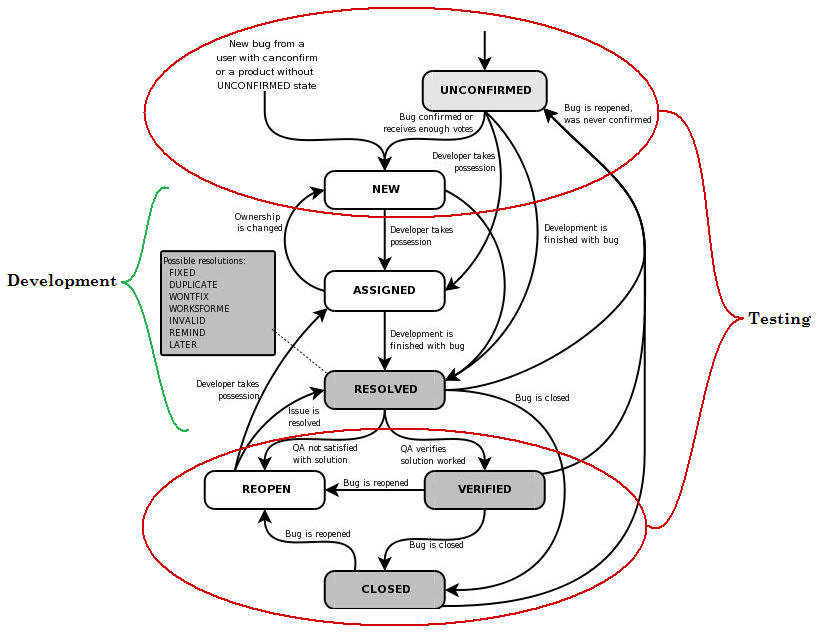 New bug from a
user with canconfirm
or a product without
UNCONFIRMED state
UNCONFIRMED
Bug is reopened,
was never confirmed
Bug confirmed or
receives enough votes
Developer takes
possession
NEW
Ownership
is changed
Developer takes
possession
Development is
finished with bug
Development
Possible resolutions:
FIXED
DUPLICATE
WONTFIX
WORKSFORME
INVALID
REMIND
LATER
ASSIGNED
Testing
Development is
finished with bug
Developer takes
possession
RESOLVED
Bug is closed
Issue is
resolved
QA not satisfied
with solution
QA verifies
solution worked
REOPEN
Bug is reopened
VERIFIED
Bug is reopened
Bug is closed
CLOSED